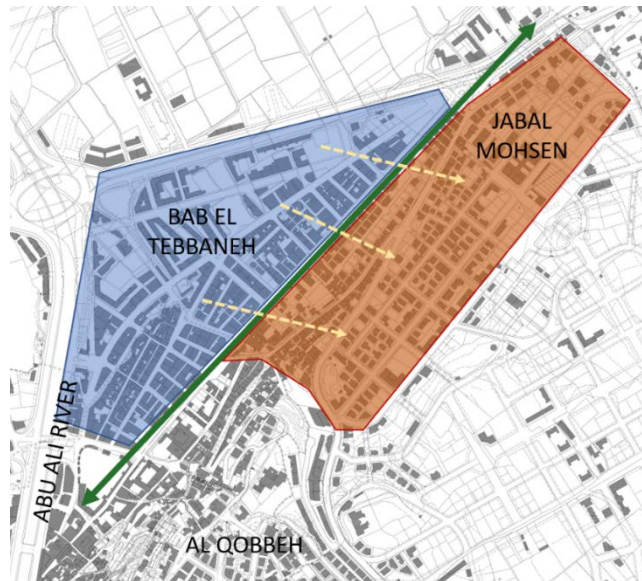 JABAL
MOHSEN
BAB EL
TEBBANEH
ABU ALI RIVER
AL QOBBEH